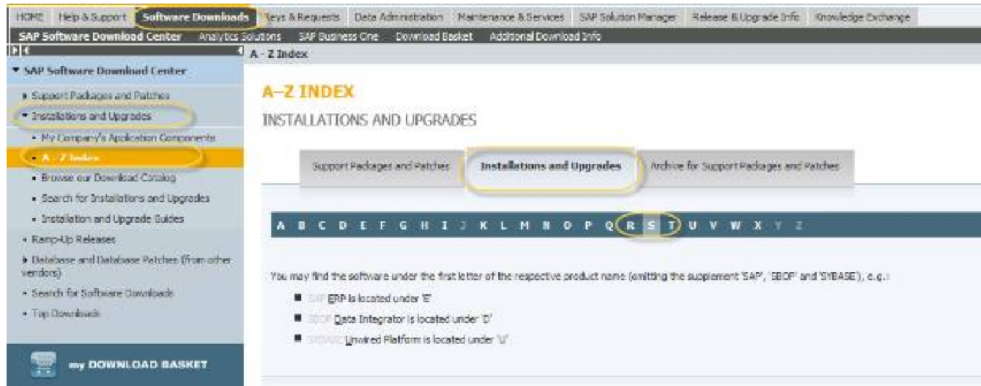 HOME Help & Support Software Downloads Keys & Requests Data Administration Maintenance & Services SAP Solution Manager Release & Upgrade Info Knowledge Exchange
SAP Software Download Center Analytics Solutions SAP Business One Download Basket Additional Download Info
A - Z Index
SAP Software Download Center
Support Packages and Patches
Installations and Upgrades
My Company's Application Components
A - Z Index
Browse our Download Catalog
Search for Installations and Upgrades
Installation and Upgrade Guides
Ramp-Up Releases
Database and Database Patches (from other
vendors)
Search for Software Downloads
Top Downloads
my DOWNLOAD BASKET
A–Z INDEX
INSTALLATIONS AND UPGRADES
Support Packages and Patches Installations and Upgrades Archive for Support Packages and Patches
A B C D E F G H I J K L M N O P Q R S T U V W X Y Z
You may find the software under the first letter of the respective product name (omitting the supplement 'SAP', 'SBOP' and 'SYBASE'), e.g.:
SAP ERP is located under 'E'
SBOP Data Integrator is located under 'D'
SYBASE Unwired Platform is located under 'U'